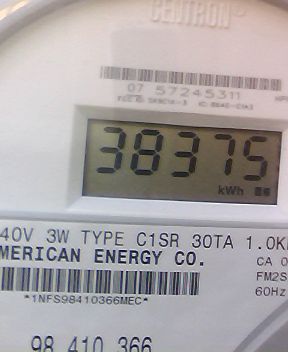 CENTRON
07 57245311
38375
kWh
40V 3W TYPE C1SR 30TA 1.0K
MERICAN ENERGY CO.
CA 0
FM2S
*1NFS98410366MEC*
60Hz
98 410 366